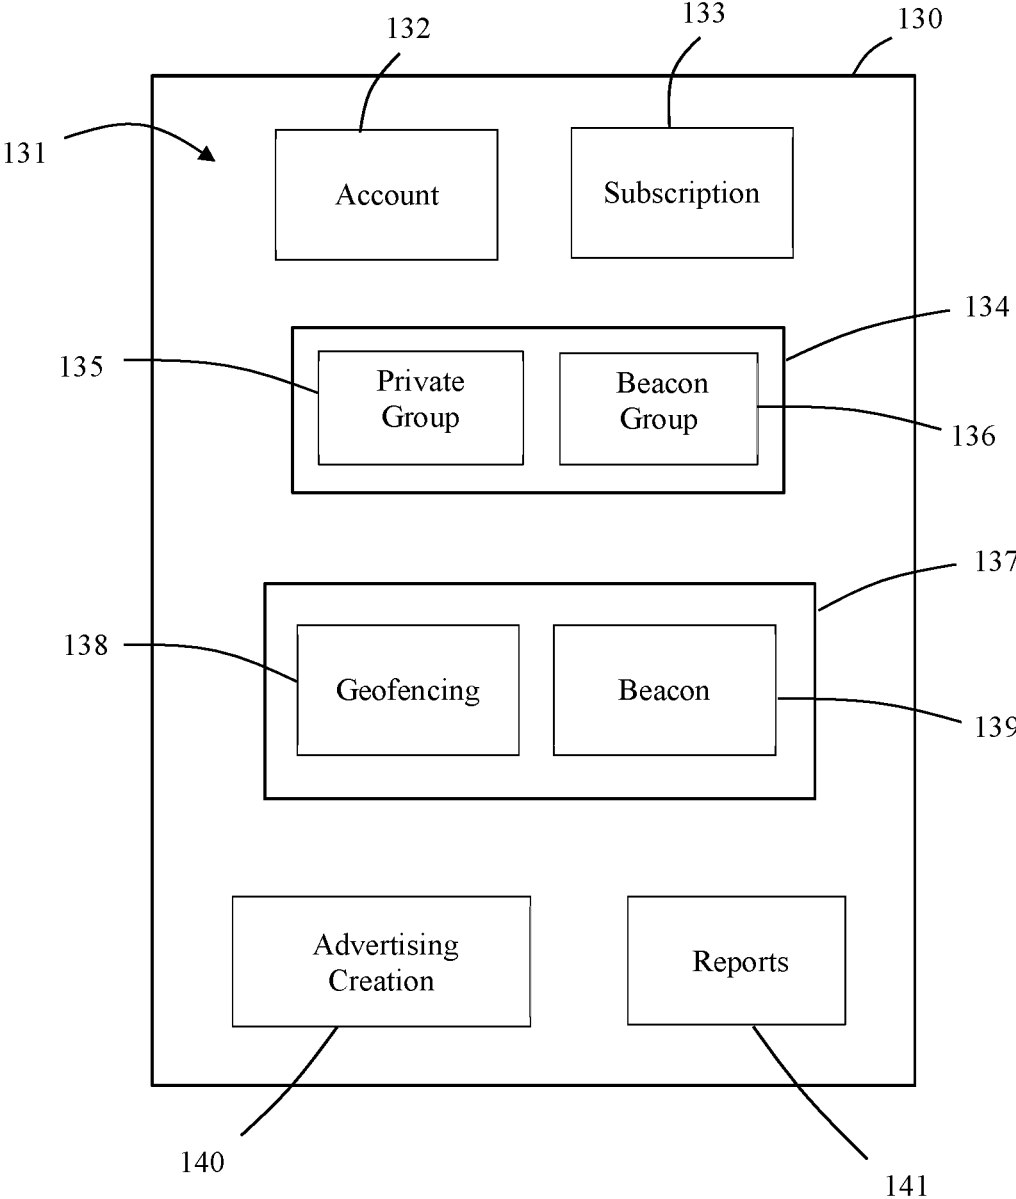 132
133
130
131
Account
Subscription
134
135
Private
Group
Beacon
Group
136
137
138
Geofencing
Beacon
139
Advertising
Creation
Reports
140
141